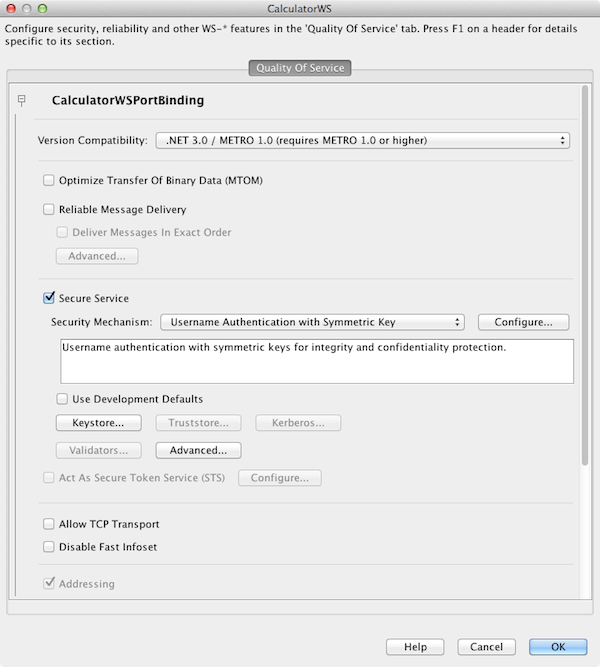 CalculatorWS
Configure security, reliability and other WS-* features in the 'Quality Of Service' tab. Press F1 on a header for details
specific to its section.
Quality Of Service
CalculatorWSPortBinding
Version Compatibility: .NET 3.0 / METRO 1.0 (requires METRO 1.0 or higher)
Optimize Transfer Of Binary Data (MTOM)
Reliable Message Delivery
Deliver Messages In Exact Order
Advanced...
Secure Service
Security Mechanism: Username Authentication with Symmetric Key Configure...
Username authentication with symmetric keys for integrity and confidentiality protection.
Use Development Defaults
Keystore... Truststore... Kerberos...
Validators... Advanced...
Act As Secure Token Service (STS) Configure...
Allow TCP Transport
Disable Fast Infoset
Addressing
Help Cancel OK